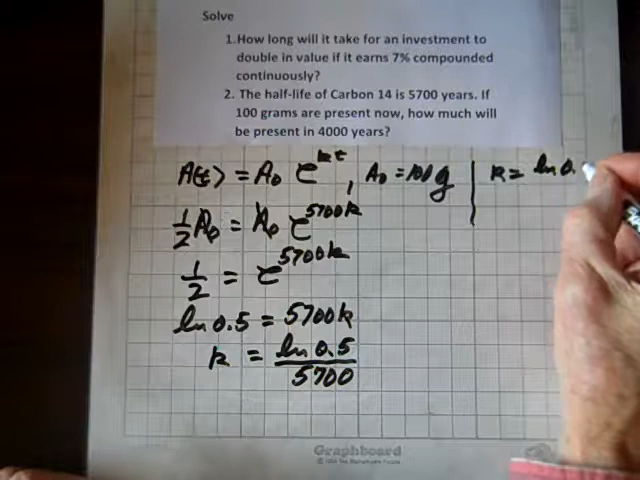 Solve
1. How long will it take for an investment to
double in value if it earns 7% compounded
continuously?
2. The half-life of Carbon 14 is 5700 years. If
100 grams are present now, how much will
be present in 4000 years?
A(t) = A₀ e^kt, A₀ = 100g | k = ln 0.
1/2 A₀ = A₀ e^5700k
1/2 = e^5700k
ln 0.5 = 5700k
k = ln 0.5 / 5700
Graphboard